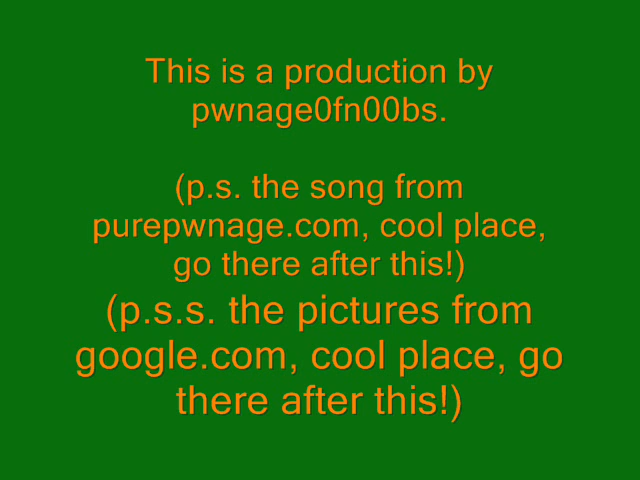 This is a production by
pwnage0fn00bs.
(p.s. the song from
purepwnage.com, cool place,
go there after this!)
(p.s.s. the pictures from
google.com, cool place, go
there after this!)